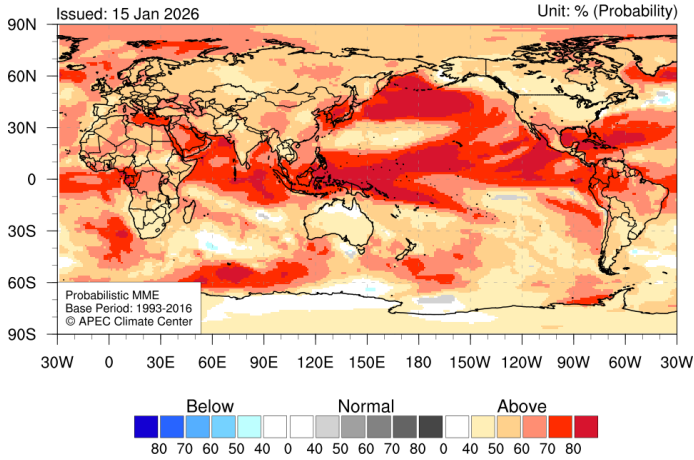 Issued: 15 Jan 2026 Unit: % (Probability)
90N
60N
30N
0
30S
60S
90S
Probabilistic MME
Base Period: 1993-2016
© APEC Climate Center
30W 0 30E 60E 90E 120E 150E 180 150W 120W 90W 60W 30W
Below Normal Above
80 70 60 50 40 0 40 50 60 70 80 0 40 50 60 70 80